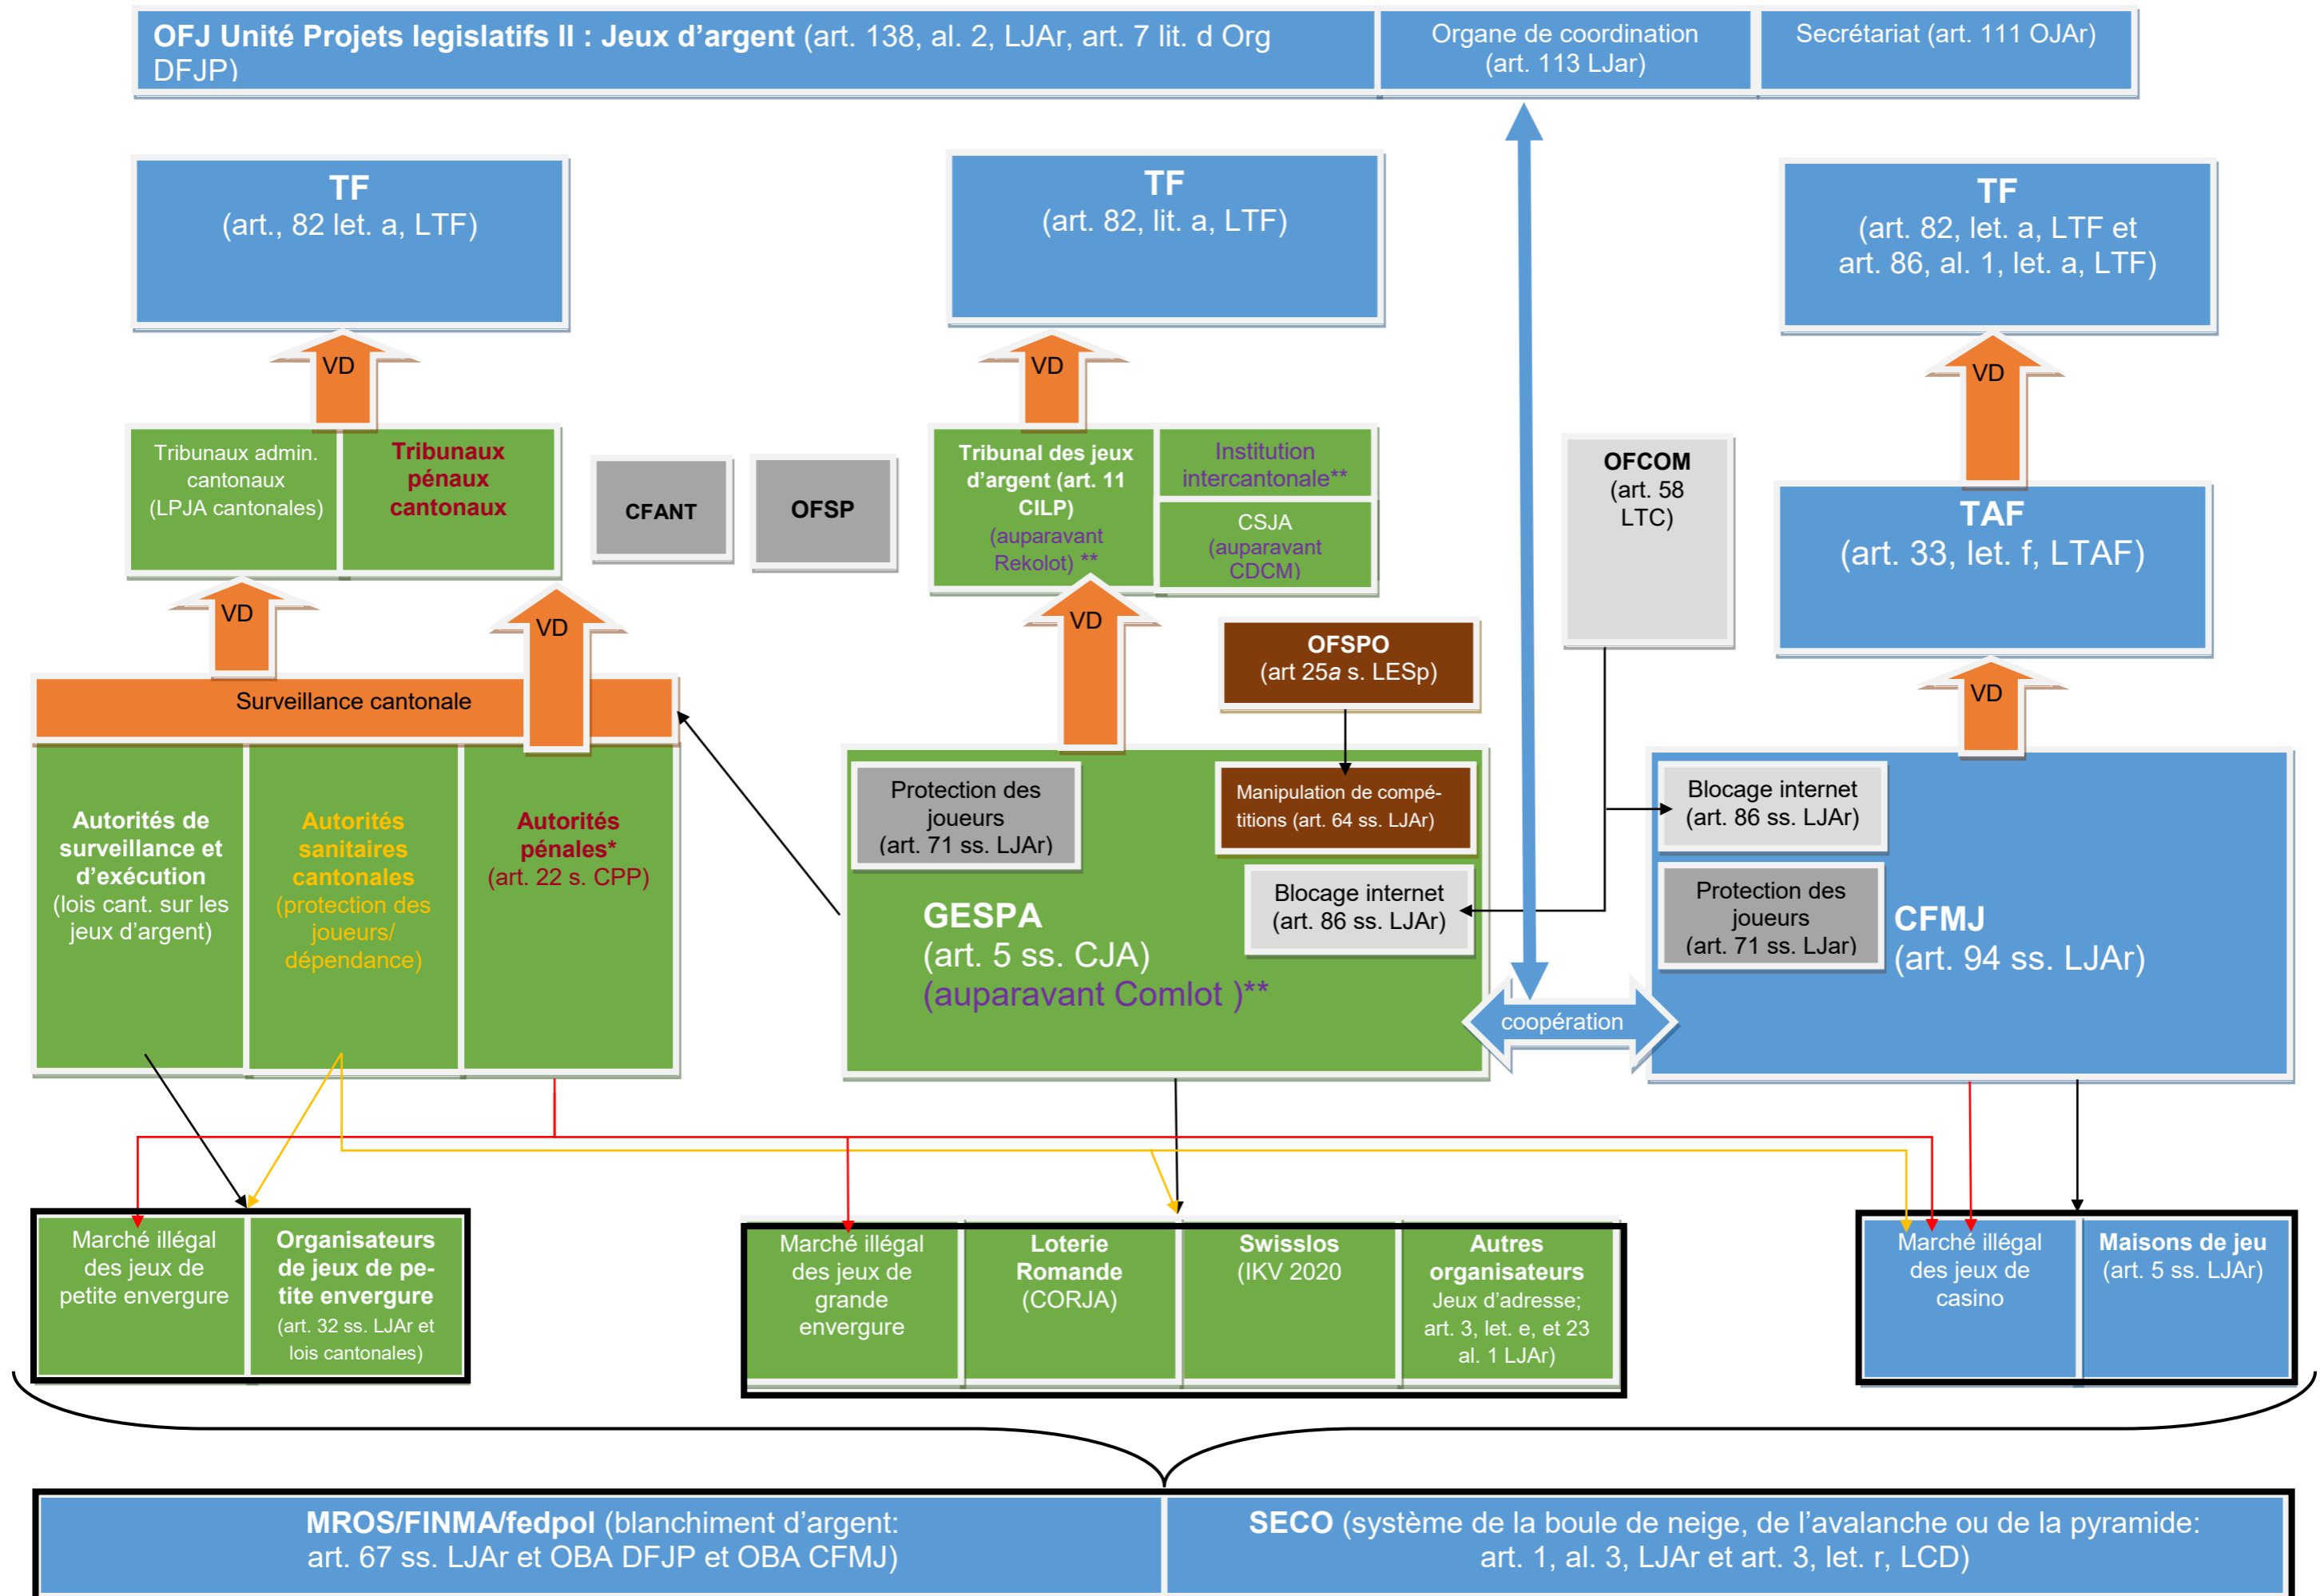 OFJ Unité Projets legislatifs II : Jeux d'argent (art. 138, al. 2, LJAr, art. 7 lit. d Org
DFJP)
Organe de coordination
(art. 113 LJar)
Secrétariat (art. 111 OJAr)
TF
(art., 82 let. a, LTF)
TF
(art. 82, lit. a, LTF)
TF
(art. 82, let. a, LTF et
art. 86, al. 1, let. a, LTF)
VD
VD
VD
Tribunaux admin.
cantonaux
(LPJA cantonales)
Tribunaux
pénaux
cantonaux
CFANT
OFSP
Tribunal des jeux
d'argent (art. 11
CILP)
(auparavant
Rekolot) **
Institution
intercantonale**
CSJA
(auparavant
CDCM)
OFCOM
(art. 58
LTC)
TAF
(art. 33, let. f, LTAF)
VD
VD
VD
VD
OFSPO
(art 25a s. LESp)
Surveillance cantonale
Autorités de
surveillance et
d'exécution
(lois cant. sur les
jeux d'argent)
Autorités
sanitaires
cantonales
(protection des
joueurs/
dépendance)
Autorités
pénales*
(art. 22 s. CPP)
Protection des
joueurs
(art. 71 ss. LJAr)
Manipulation de compé-
titions (art. 64 ss. LJAr)
Blocage internet
(art. 86 ss. LJAr)
GESPA
(art. 5 ss. CJA)
(auparavant Comlot )**
coopération
Blocage internet
(art. 86 ss. LJAr)
Protection des
joueurs
(art. 71 ss. LJar)
CFMJ
(art. 94 ss. LJAr)
Marché illégal
des jeux de
petite envergure
Organisateurs
de jeux de pe-
tite envergure
(art. 32 ss. LJAr et
lois cantonales)
Marché illégal
des jeux de
grande
envergure
Loterie
Romande
(CORJA)
Swisslos
(IKV 2020
Autres
organisateurs
Jeux d'adresse;
art. 3, let. e, et 23
al. 1 LJAr)
Marché illégal
des jeux de
casino
Maisons de jeu
(art. 5 ss. LJAr)
MROS/FINMA/fedpol (blanchiment d'argent:
art. 67 ss. LJAr et OBA DFJP et OBA CFMJ)
SECO (système de la boule de neige, de l'avalanche ou de la pyramide:
art. 1, al. 3, LJAr et art. 3, let. r, LCD)